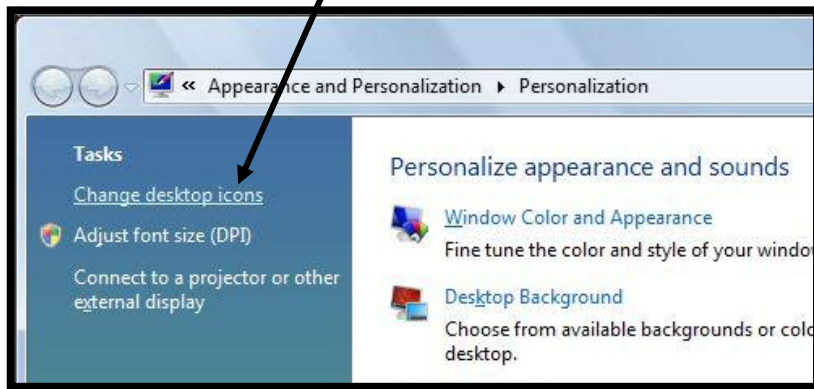 « Appearance and Personalization ▸ Personalization
Tasks
Change desktop icons
Adjust font size (DPI)
Connect to a projector or other
external display
Personalize appearance and sounds
Window Color and Appearance
Fine tune the color and style of your windo
Desktop Background
Choose from available backgrounds or colo
desktop.